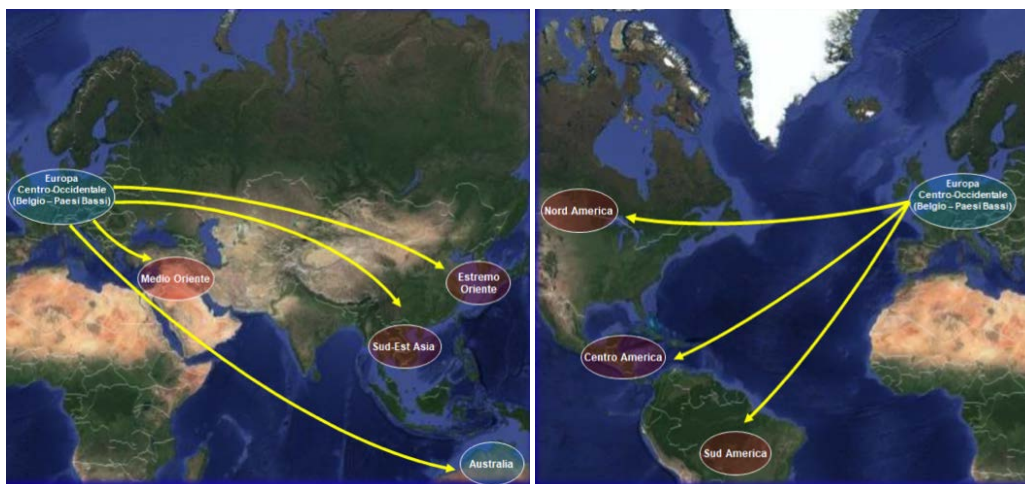 Europa
Centro-Occidentale
(Belgio – Paesi Bassi)
Medio Oriente
Estremo
Oriente
Sud-Est Asia
Australia
Europa
Centro-Occidentale
(Belgio – Paesi Bassi)
Nord America
Centro America
Sud America